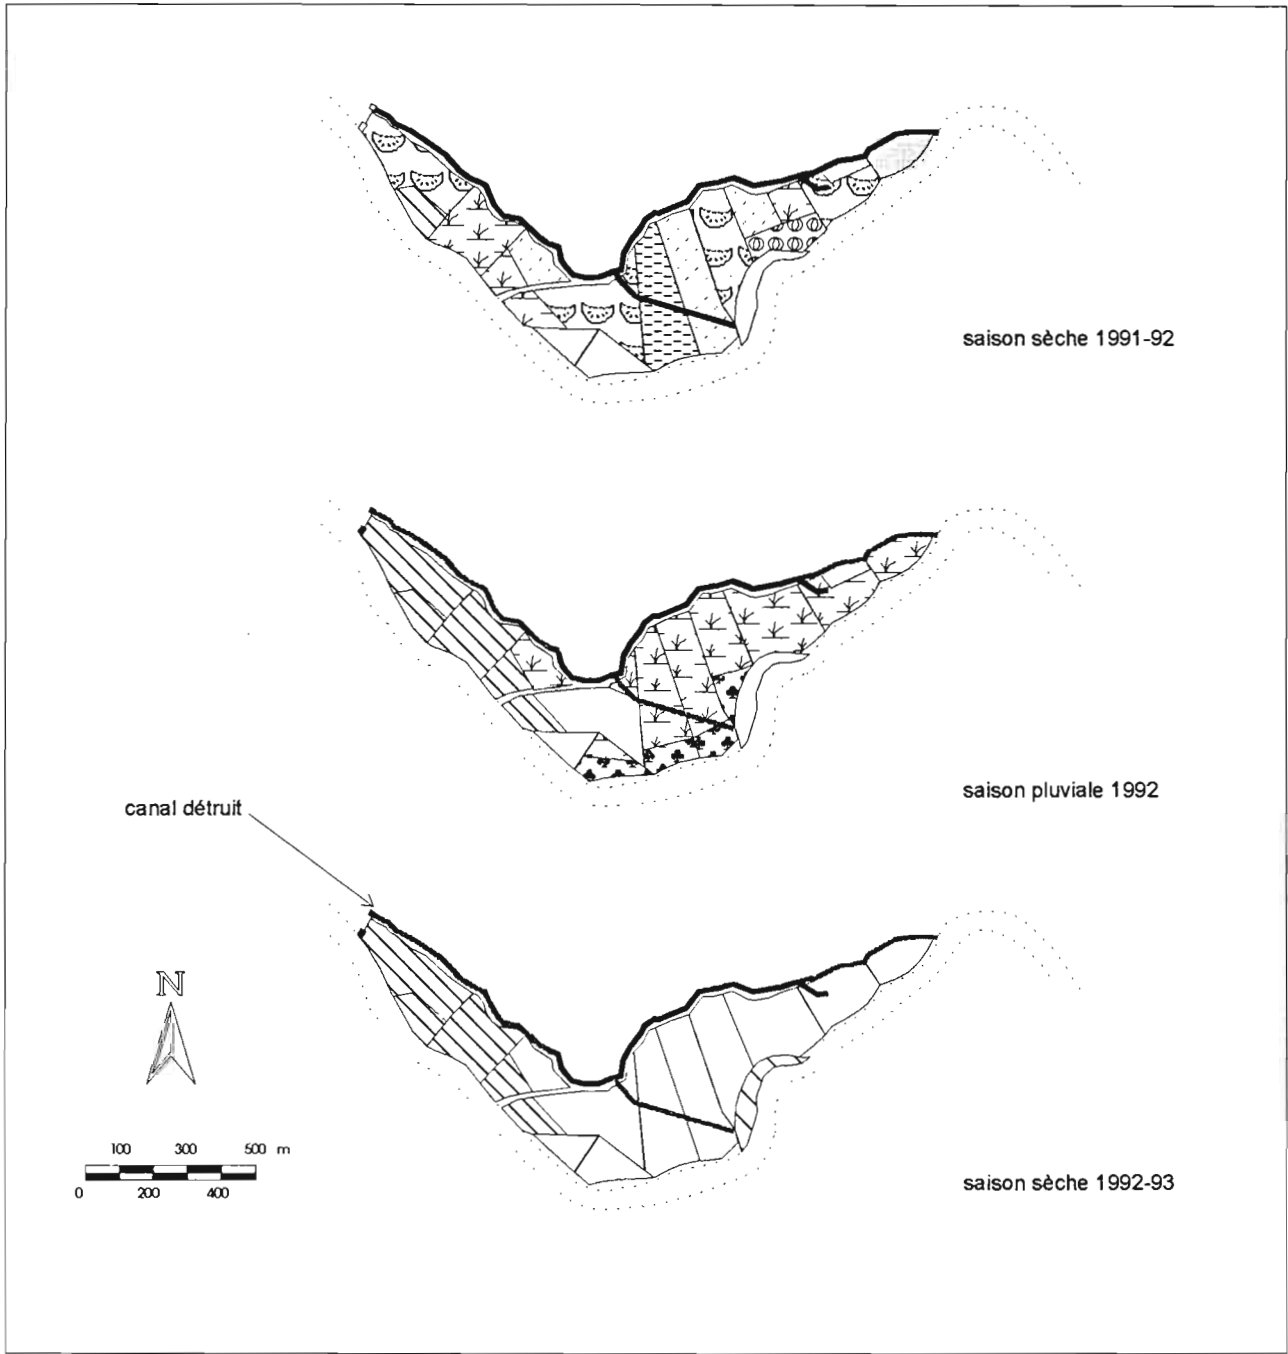 saison sèche 1991-92
saison pluviale 1992
canal détruit
N
100 300 500 m
0 200 400
saison sèche 1992-93